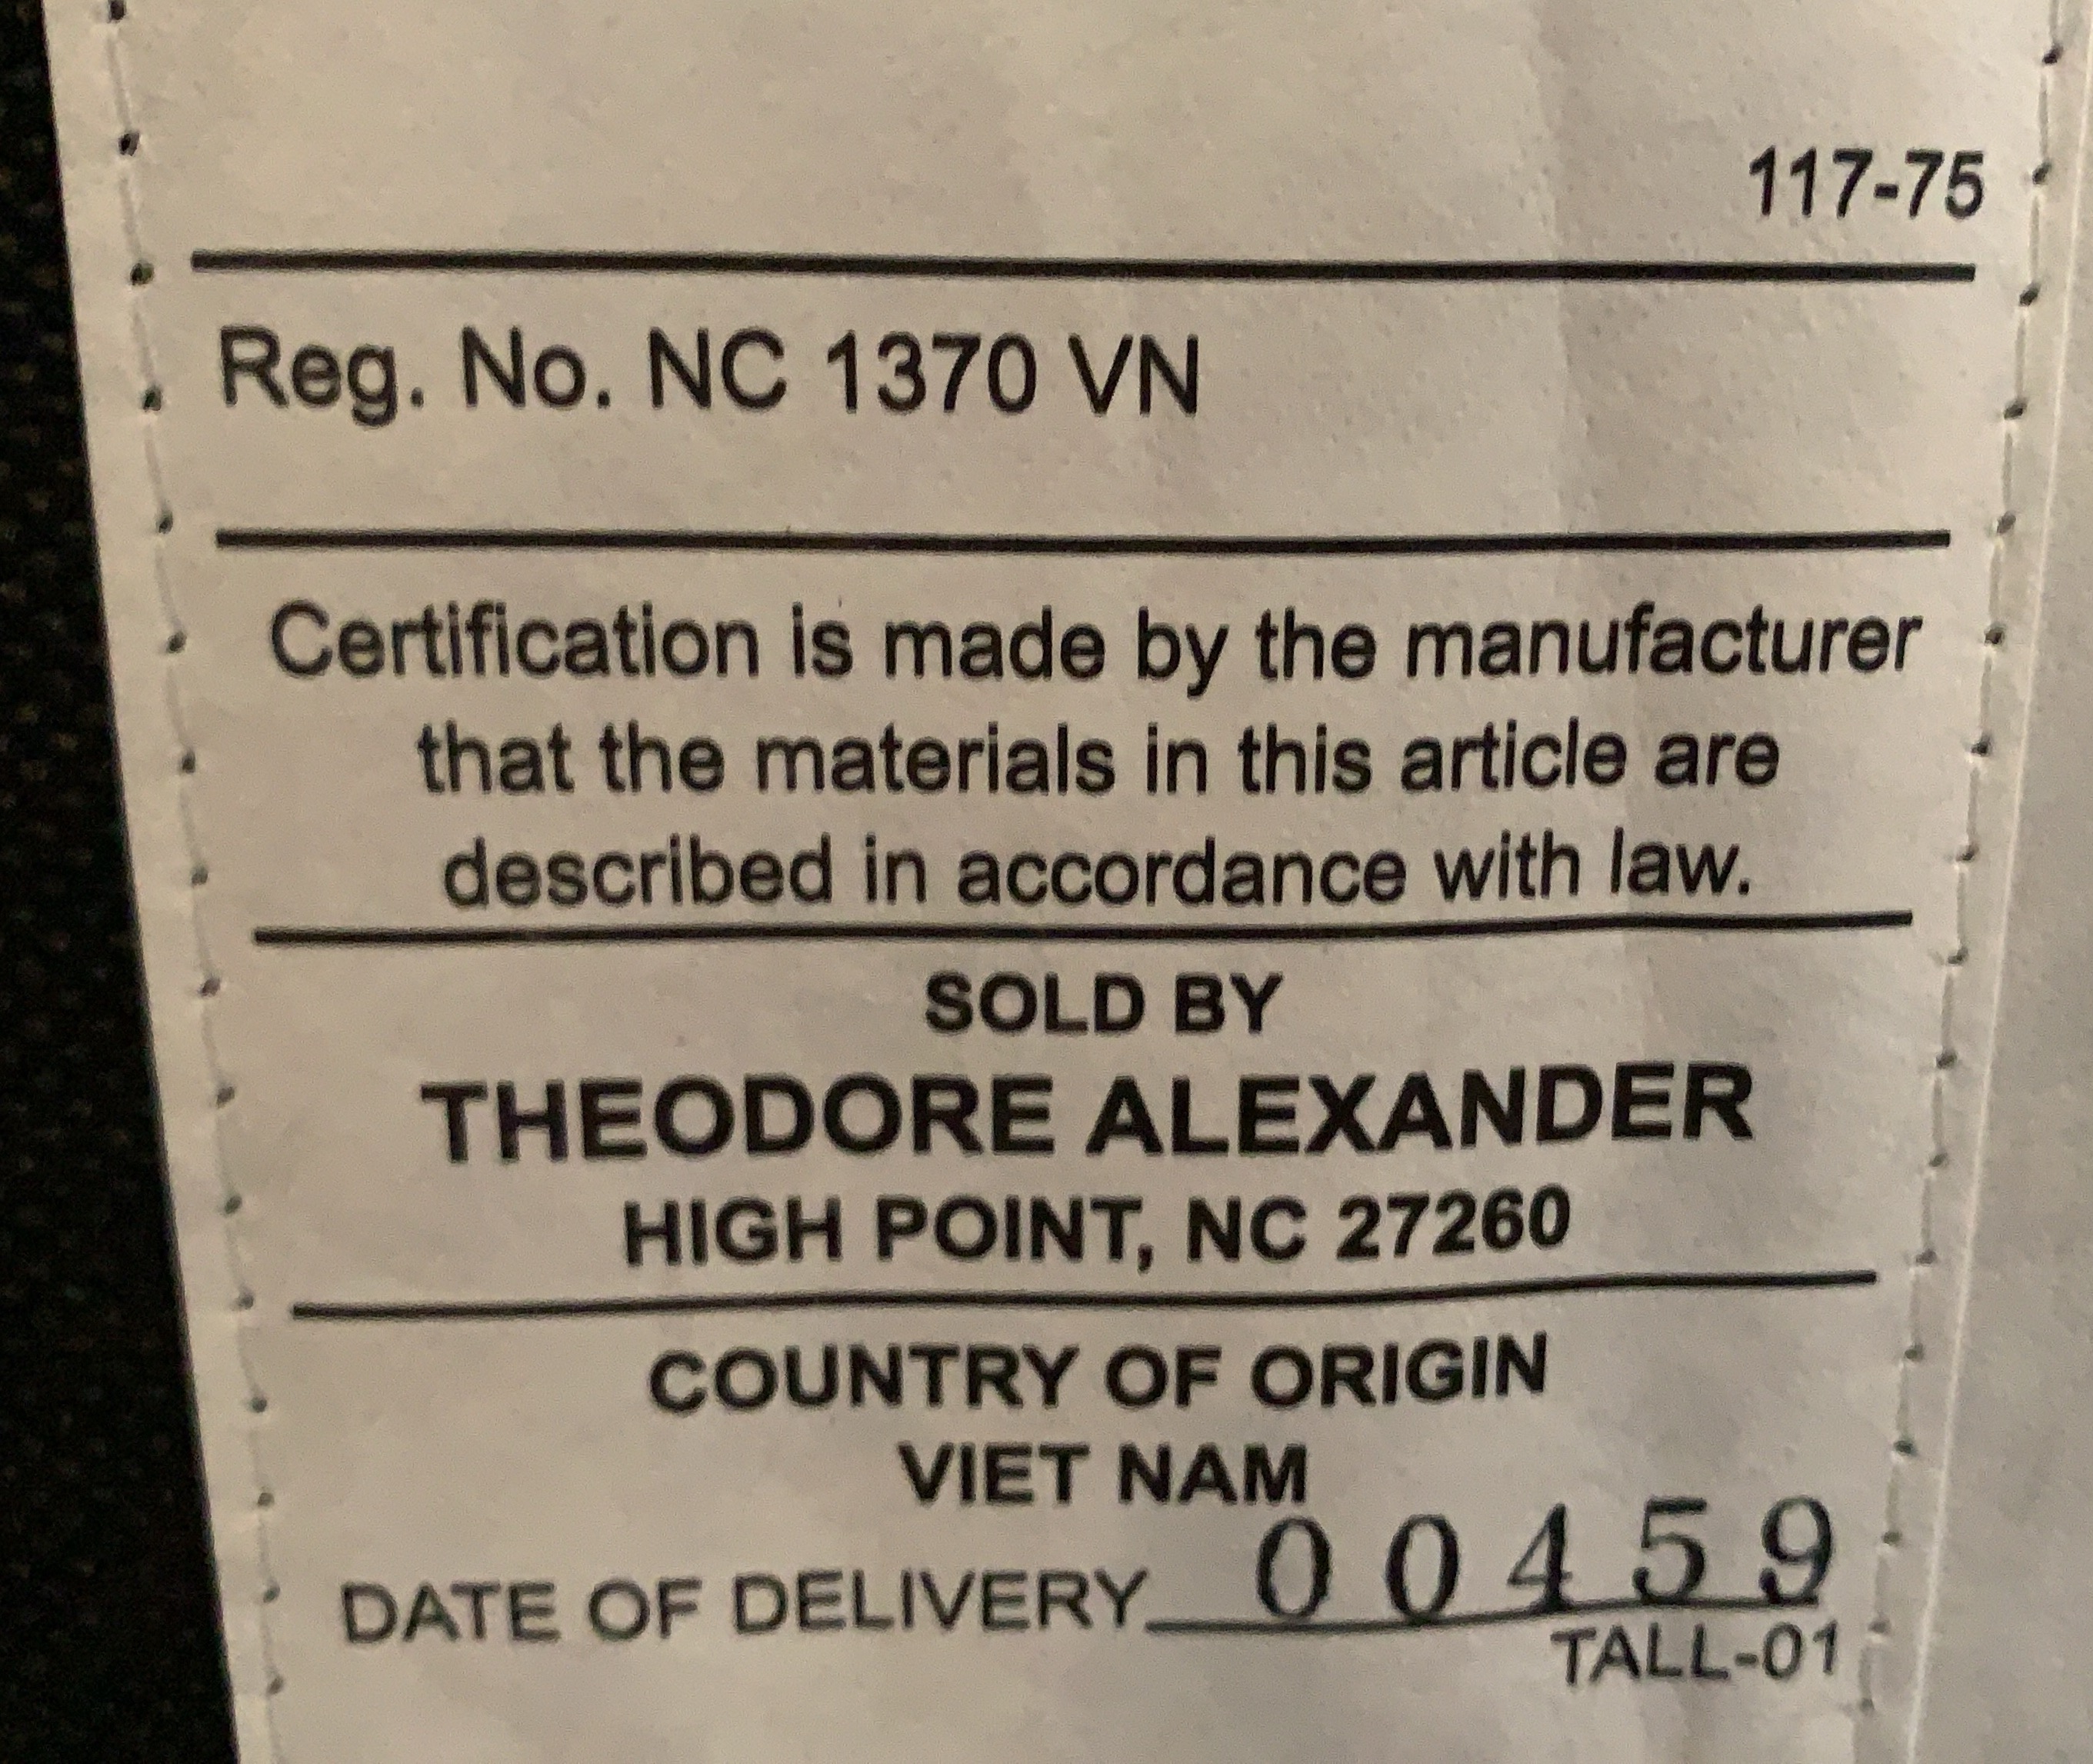 117-75
Reg. No. NC 1370 VN
Certification is made by the manufacturer
that the materials in this article are
described in accordance with law.
SOLD BY
THEODORE ALEXANDER
HIGH POINT, NC 27260
COUNTRY OF ORIGIN
VIET NAM
DATE OF DELIVERY 00459
TALL-01